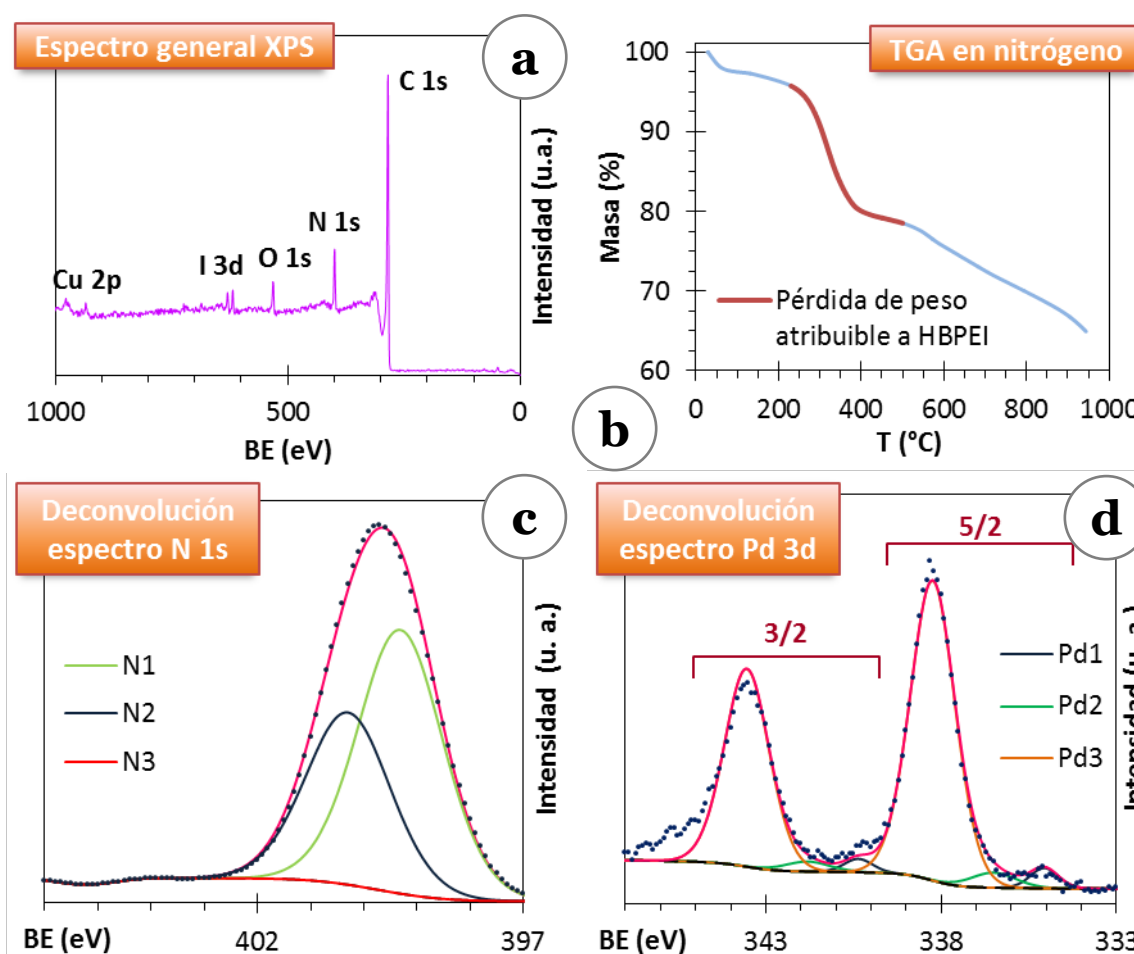 Espectro general XPS
a
C 1s
N 1s
O 1s
I 3d
Cu 2p
Intensidad (u.a.)
1000
500
0
BE (eV)
TGA en nitrógeno
b
Masa (%)
100
90
80
70
60
Pérdida de peso
atribuible a HBPEI
0
200
400
600
800
1000
T (°C)
Deconvolución
espectro N 1s
c
N1
N2
N3
Intensidad (u. a.)
BE (eV)
402
397
Deconvolución
espectro Pd 3d
d
5/2
3/2
Pd1
Pd2
Pd3
Intensidad (u. a.)
BE (eV)
343
338
333